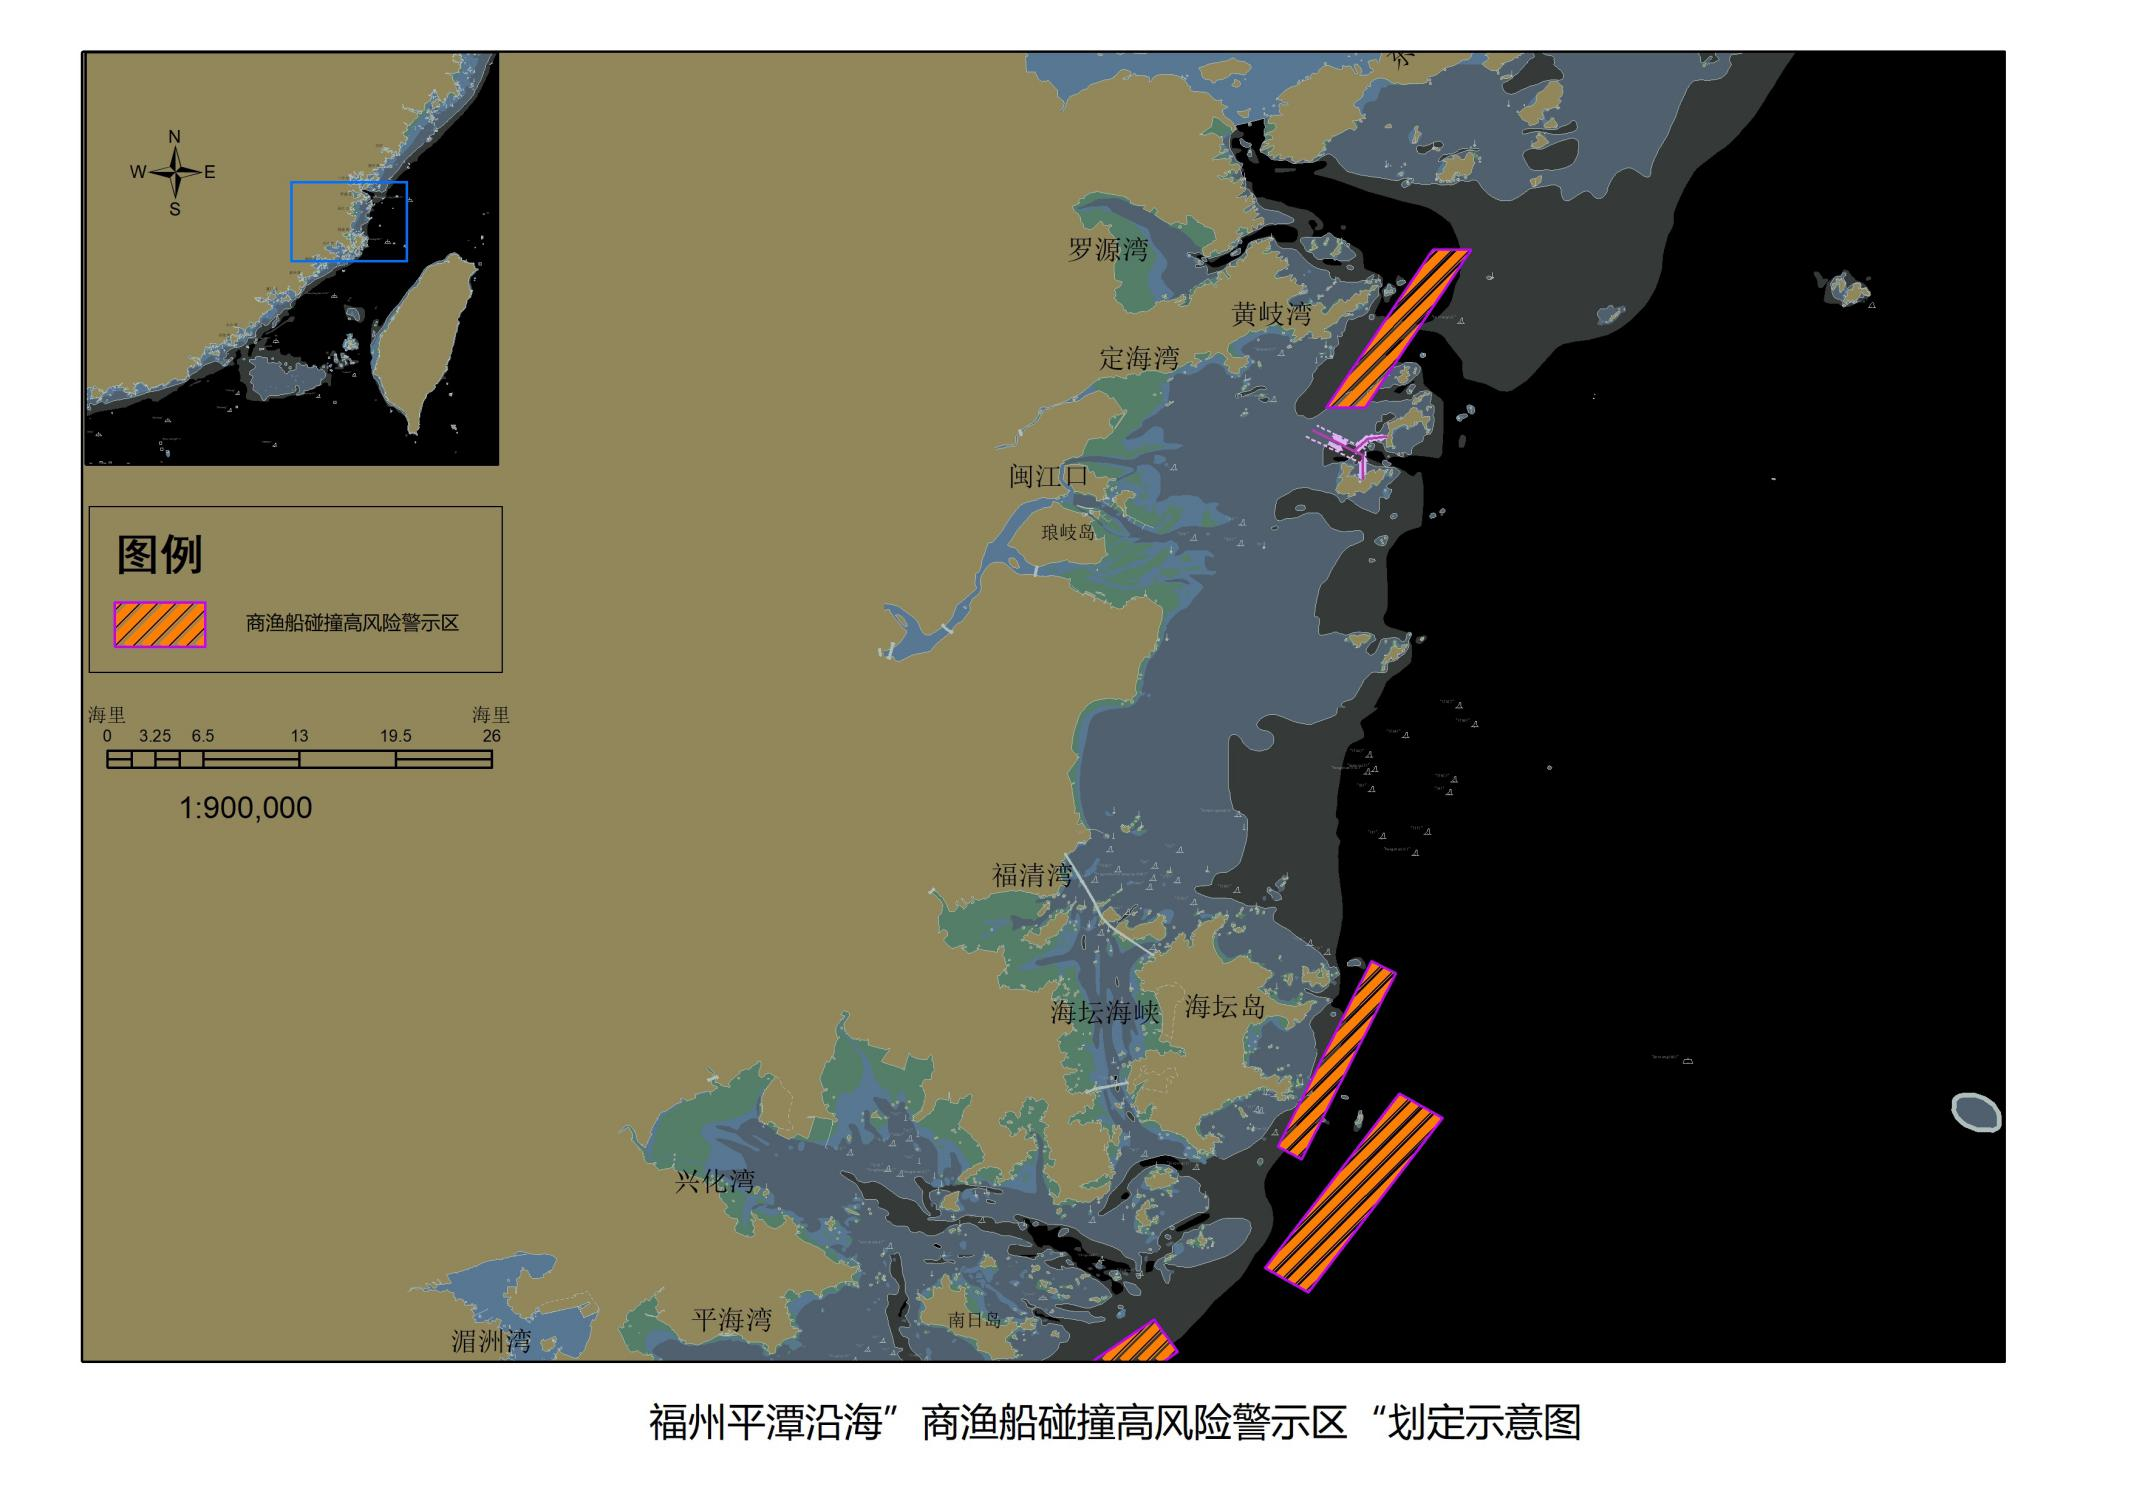 东
N
W E
S
罗源湾
黄岐湾
定海湾
闽江口
琅岐岛
图例
商渔船碰撞高风险警示区
海里 海里
0 3.25 6.5 13 19.5 26
1:900,000
福清湾
海坛海峡
海坛岛
兴化湾
平海湾
南日岛
湄洲湾
福州平潭沿海”商渔船碰撞高风险警示区“划定示意图